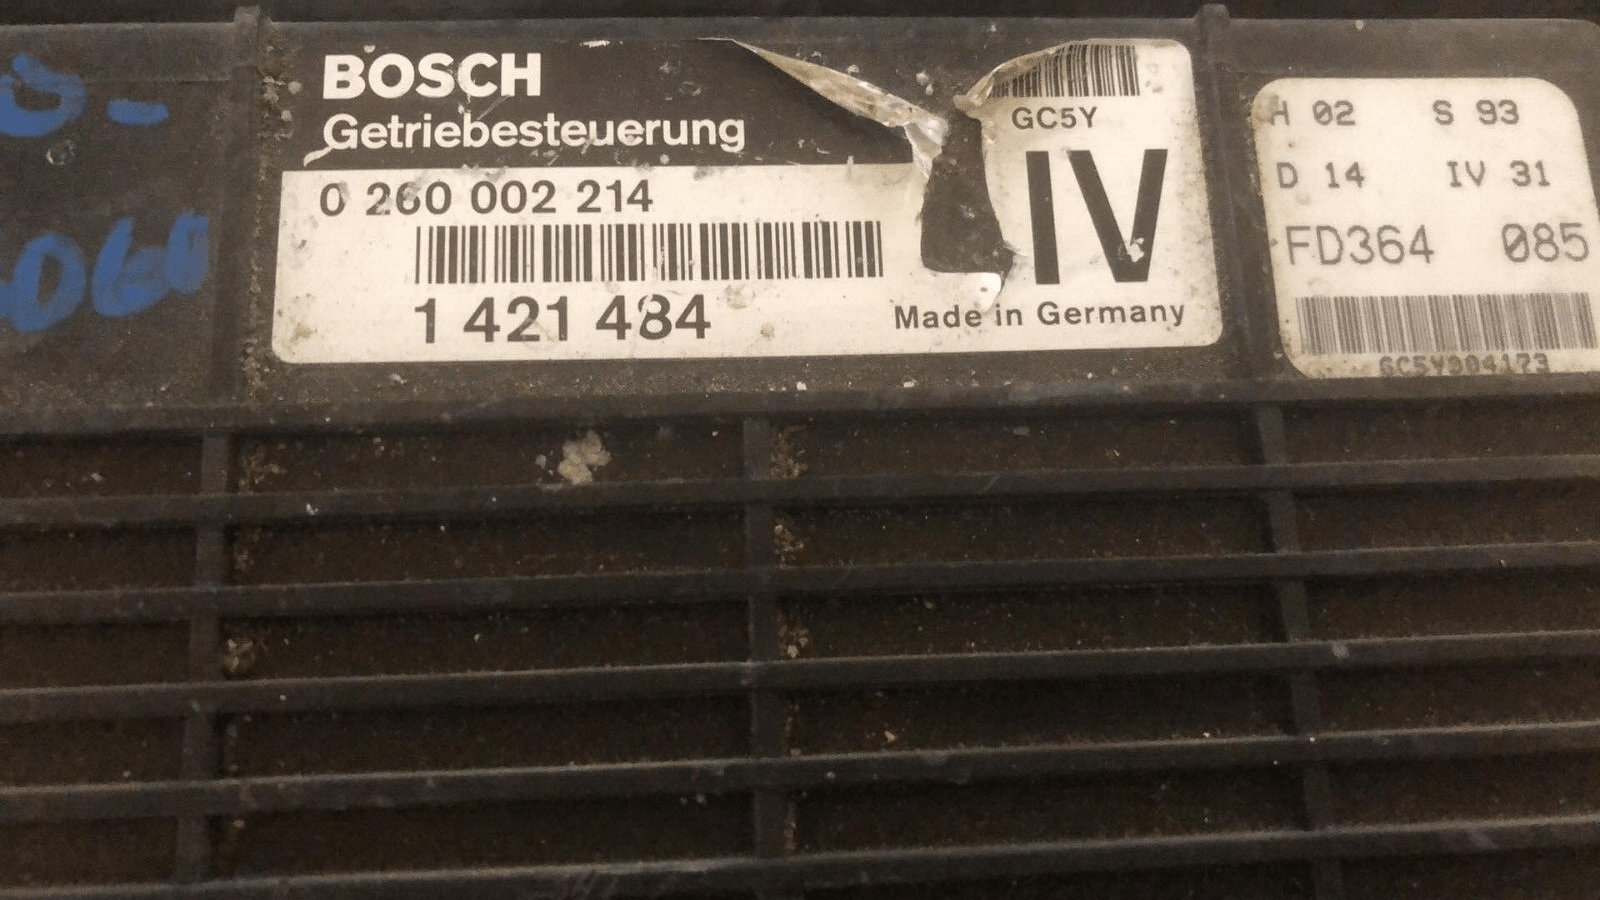 BOSCH
Getriebesteuerung
0 260 002 214
1 421 484
GC5Y
IV
Made in Germany
H 02 S 93
D 14 IV 31
FD364 085
GC5Y904173